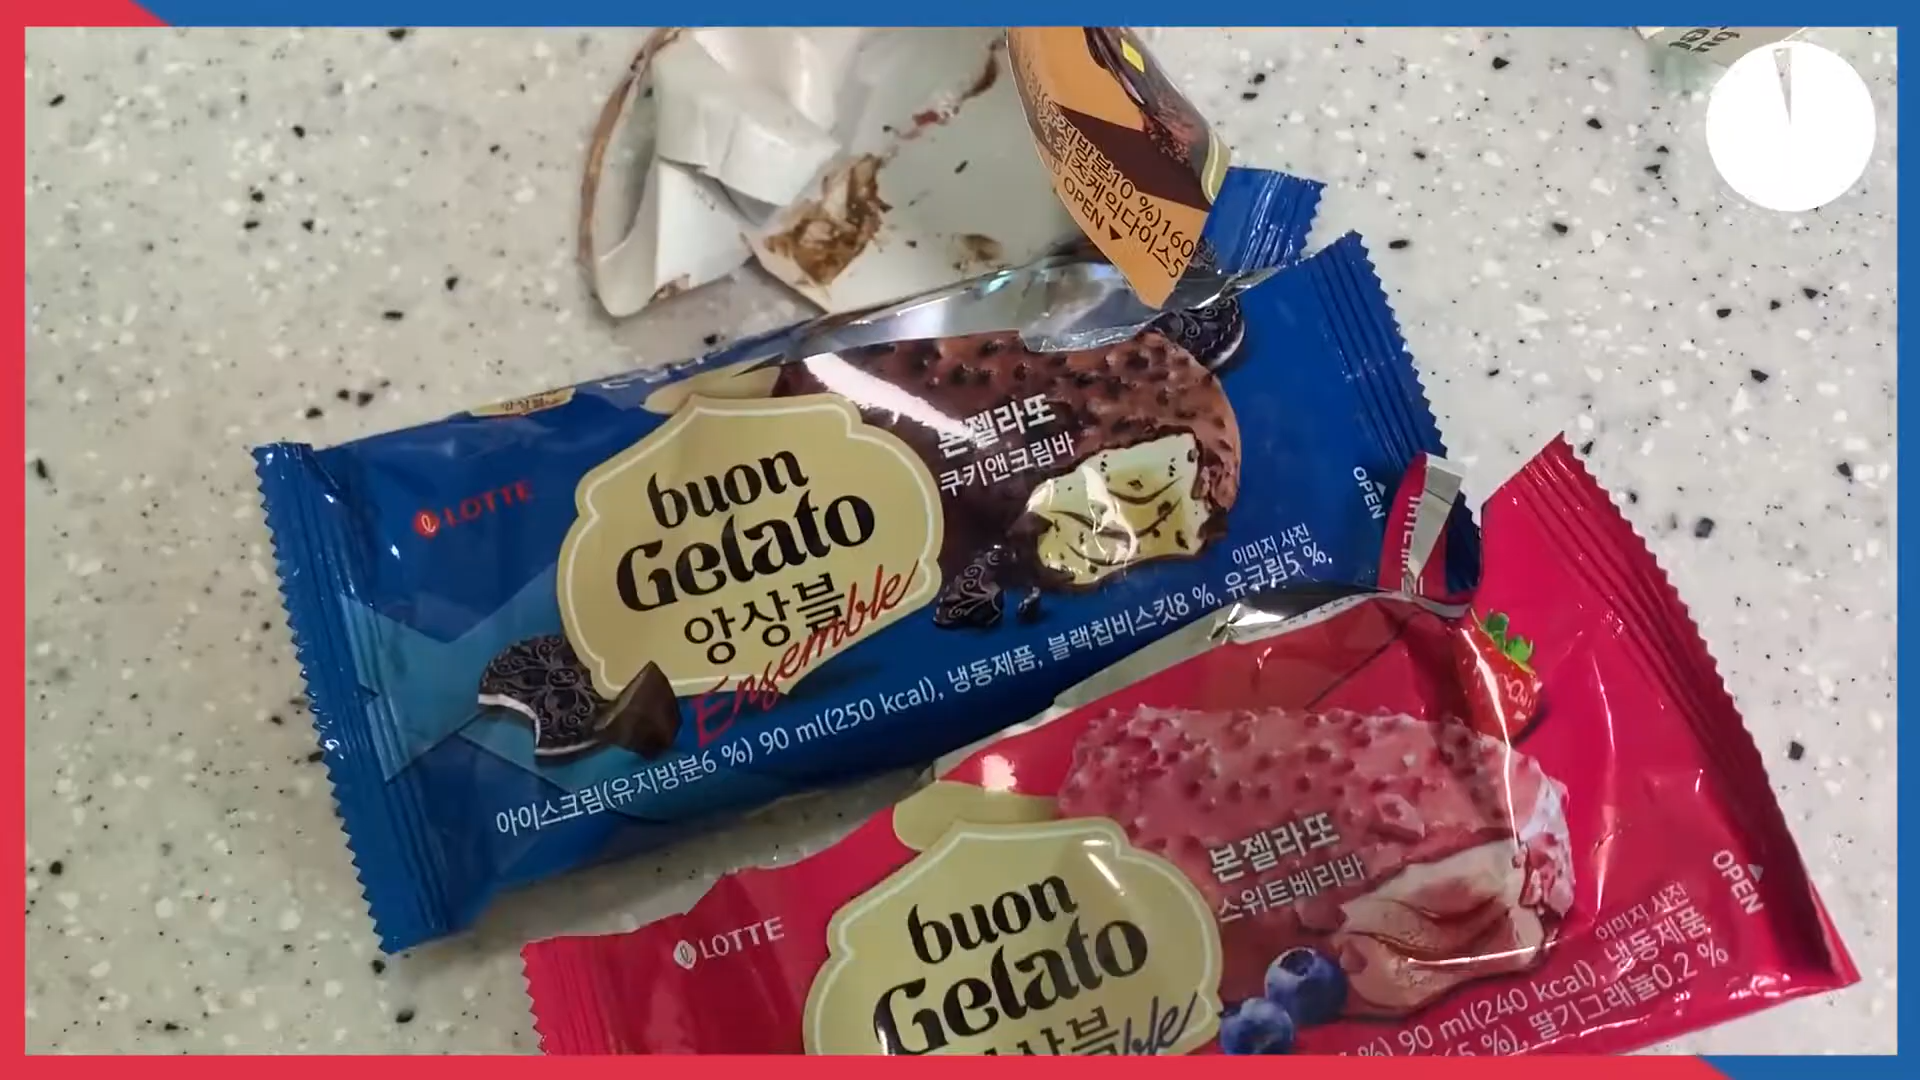 OPEN
LOTTE
buon
Gelato
앙상블
Ensemble
본젤라또
쿠키앤크림바
OPEN
이미지 사진
아이스크림(유지방분6 %) 90 ml(250 kcal), 냉동제품, 블랙칩비스킷8 %, 유크림5 %,
LOTTE
buon
Gelato
본젤라또
스위트베리바
OPEN
이미지 사진
90 ml(240 kcal), 냉동제품,
딸기그래뉼0.2 %